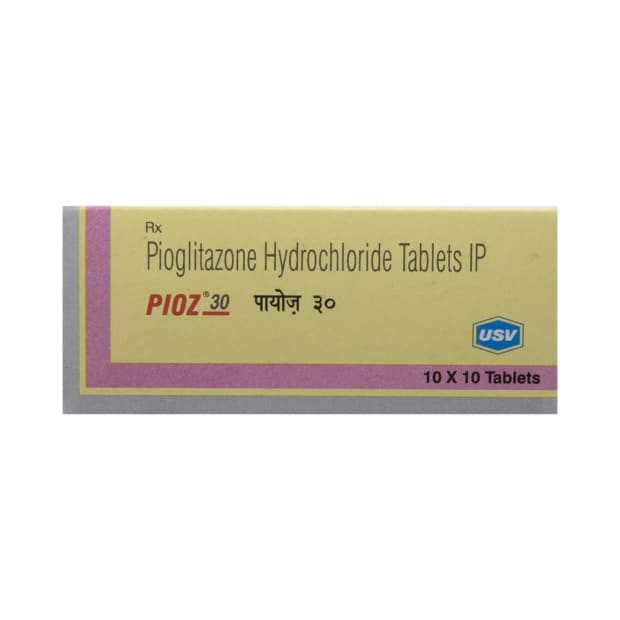 Rx
Pioglitazone Hydrochloride Tablets IP
PIOZ® 30 पायोज़ ३०
USV
10 X 10 Tablets